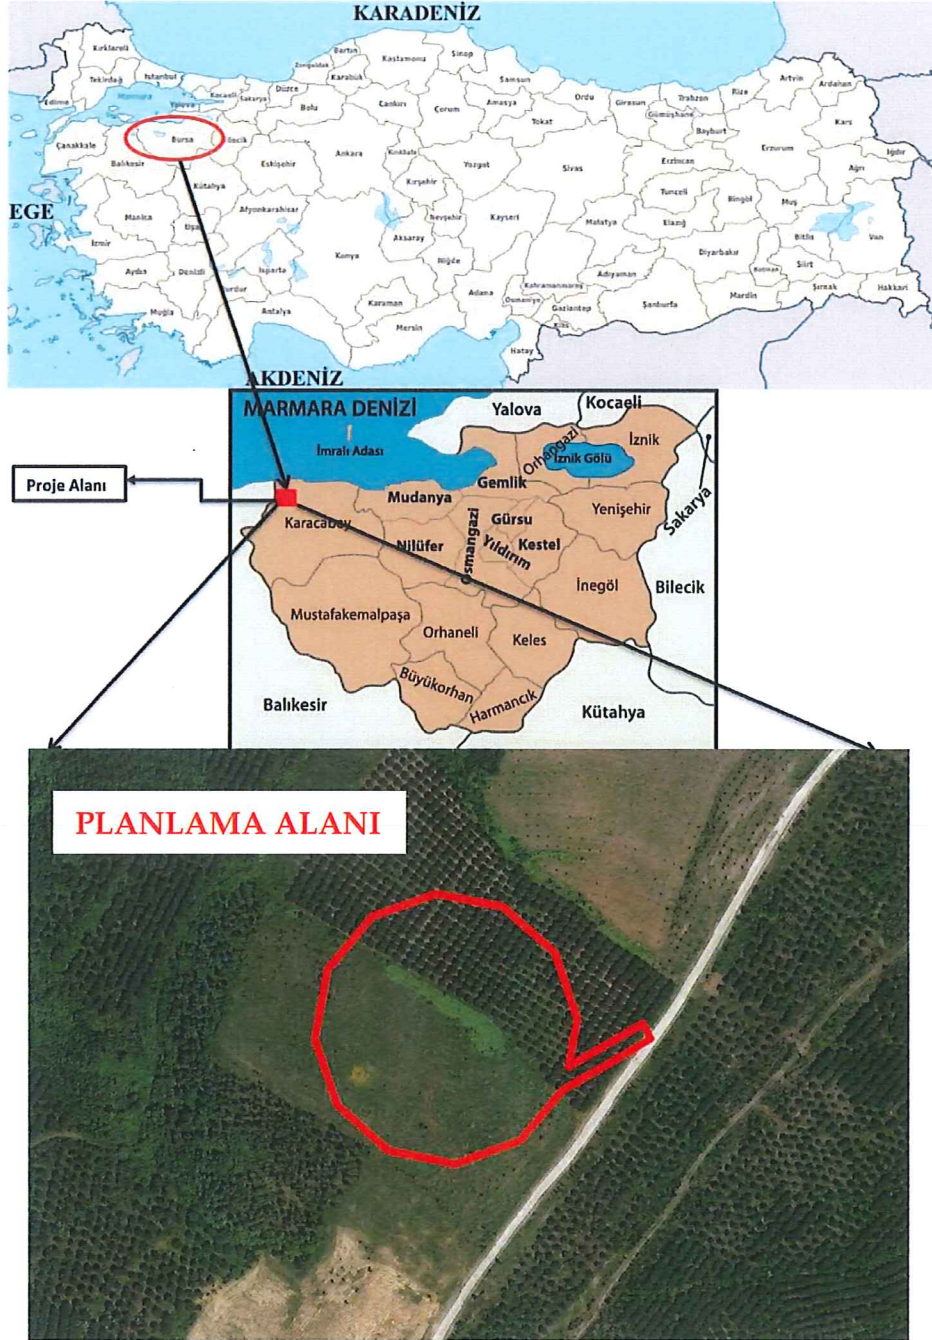 KARADENİZ
Kırklareli
Edirne
Tekirdağ
İstanbul
Marmara
Yalova
Kocaeli
Sakarya
Düzce
Zonguldak
Bartın
Karabük
Kastamonu
Sinop
Bolu
Çankırı
Çorum
Samsun
Amasya
Tokat
Ordu
Giresun
Gümüşhane
Trabzon
Rize
Bayburt
Artvin
Ardahan
Kars
Iğdır
Çanakkale
Balıkesir
Bursa
Bilecik
Eskişehir
Kütahya
Ankara
Kırıkkale
Kırşehir
Yozgat
Sivas
Erzincan
Erzurum
Ağrı
Tunceli
Bingöl
Muş
EGE
Manisa
Uşak
Afyonkarahisar
İzmir
Aydın
Denizli
Isparta
Burdur
Muğla
Antalya
Konya
Aksaray
Nevşehir
Niğde
Kayseri
Karaman
Mersin
Adana
Kahramanmaraş
Osmaniye
Hatay
Kilis
Gaziantep
Adıyaman
Malatya
Elazığ
Şanlıurfa
Diyarbakır
Mardin
Batman
Bitlis
Siirt
Şırnak
Van
Hakkari
AKDENİZ
MARMARA DENİZİ
Yalova
Kocaeli
İmralı Adası
Orhangazi
İznik Gölü
İznik
Sakarya
Proje Alanı
Gemlik
Mudanya
Karacabay
Gürsu
Yenişehir
Nilüfer
Osmangazi
Yıldırım
Kestel
İnegöl
Bilecik
Mustafakemalpaşa
Orhaneli
Keles
Büyükorhan
Harmancık
Balıkesir
Kütahya
PLANLAMA ALANI